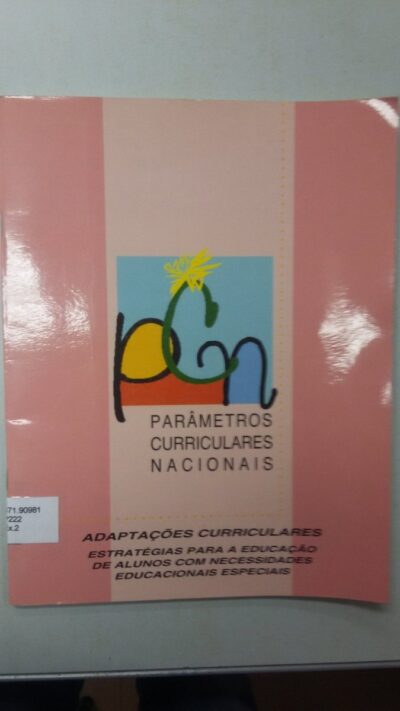 pCn
PARÂMETROS
CURRICULARES
NACIONAIS
71.90981
222
x.2
ADAPTAÇÕES CURRICULARES
ESTRATÉGIAS PARA A EDUCAÇÃO
DE ALUNOS COM NECESSIDADES
EDUCACIONAIS ESPECIAIS